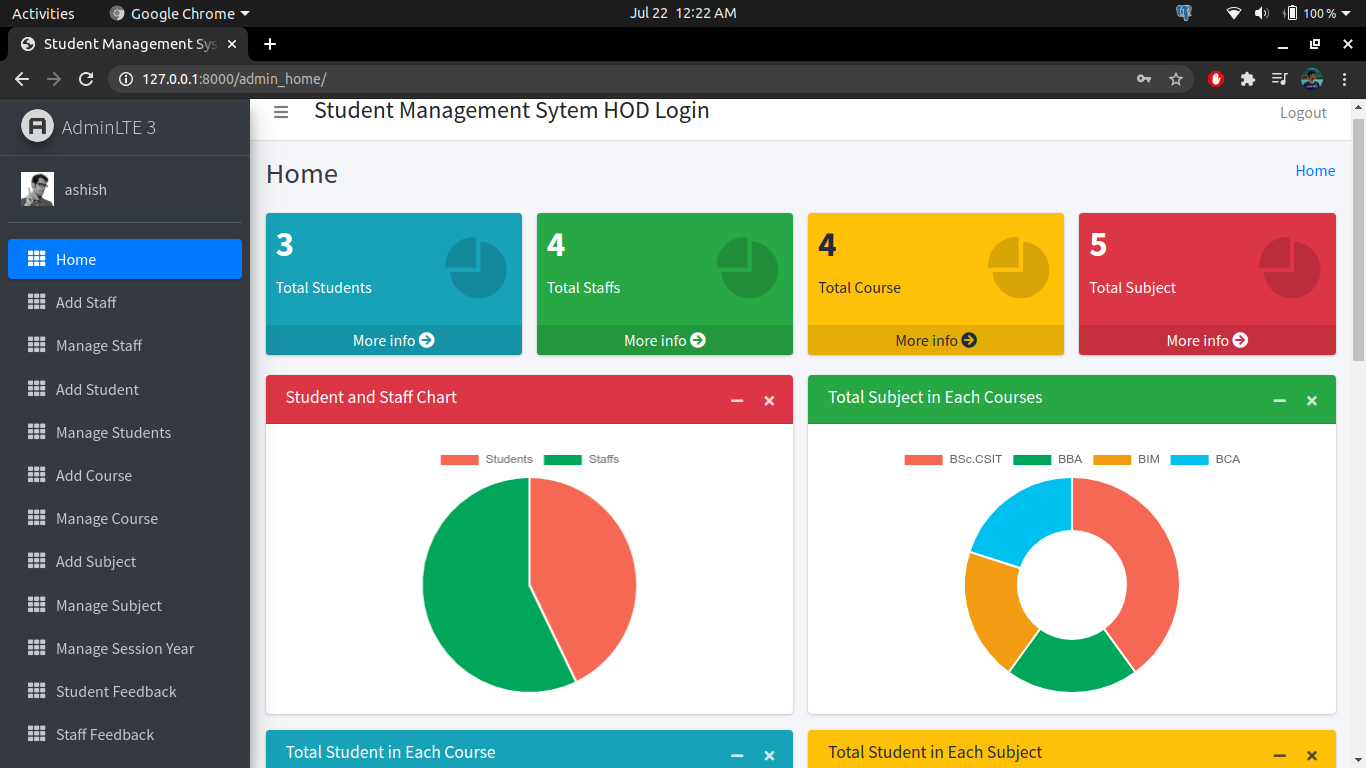 Activities
Google Chrome
Jul 22 12:22 AM
100 %
Student Management Sys
127.0.0.1:8000/admin_home/
AdminLTE 3
Student Management Sytem HOD Login
Logout
ashish
Home
Add Staff
Manage Staff
Add Student
Manage Students
Add Course
Manage Course
Add Subject
Manage Subject
Manage Session Year
Student Feedback
Staff Feedback
Home
Home
3
Total Students
More info
4
Total Staffs
More info
4
Total Course
More info
5
Total Subject
More info
Student and Staff Chart
Students Staffs
Total Subject in Each Courses
BSc.CSIT BBA BIM BCA
Total Student in Each Course
Total Student in Each Subject